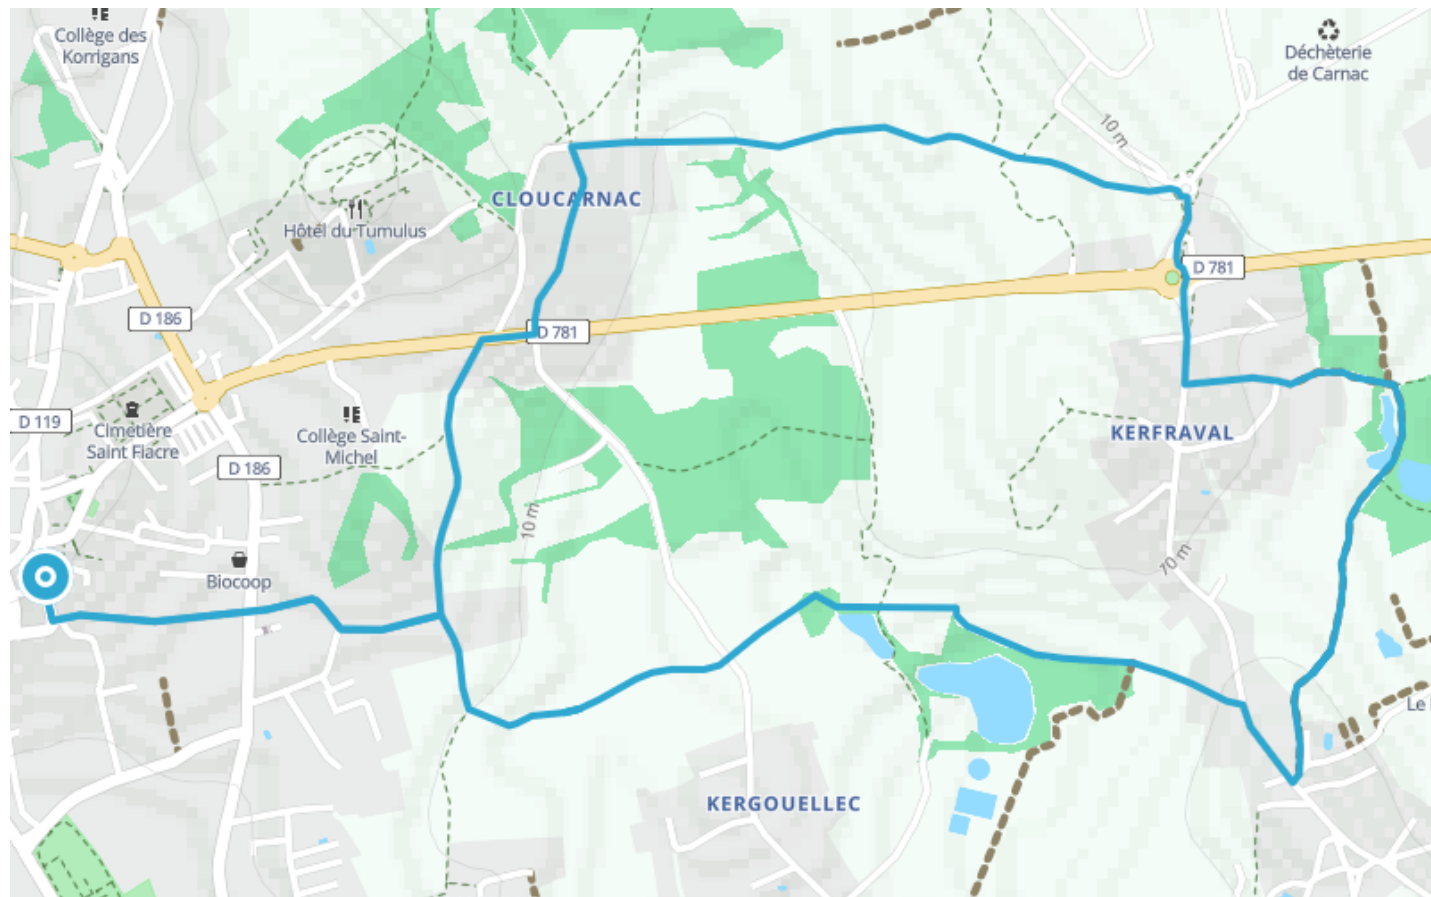 Collège des
Korrigans
Déchèterie
de Carnac
10 m
CLOUCARNAC
Hôtel du Tumulus
D 781
D 186
D 781
D 119
Cimetière
Saint Fiacre
Collège Saint-
Michel
KERFRAVAL
D 186
10 m
70 m
Biocoop
Le
KERGOUELLEC